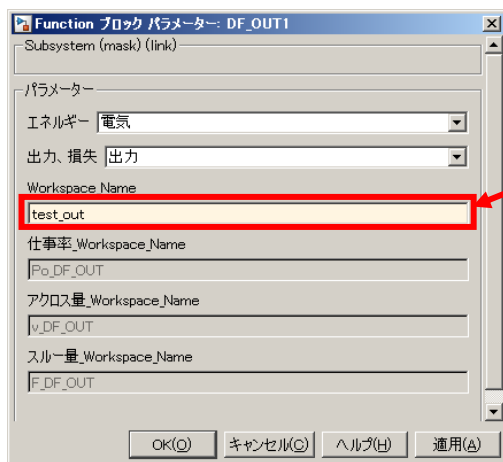 Function ブロック パラメーター: DF_OUT1
Subsystem (mask) (link)
パラメーター
エネルギー 電気
出力、損失 出力
Workspace Name
test_out
仕事率_Workspace_Name
Po_DF_OUT
アクロス量_Workspace_Name
v_DF_OUT
スルー量_Workspace_Name
F_DF_OUT
OK(O) キャンセル(C) ヘルプ(H) 適用(A)